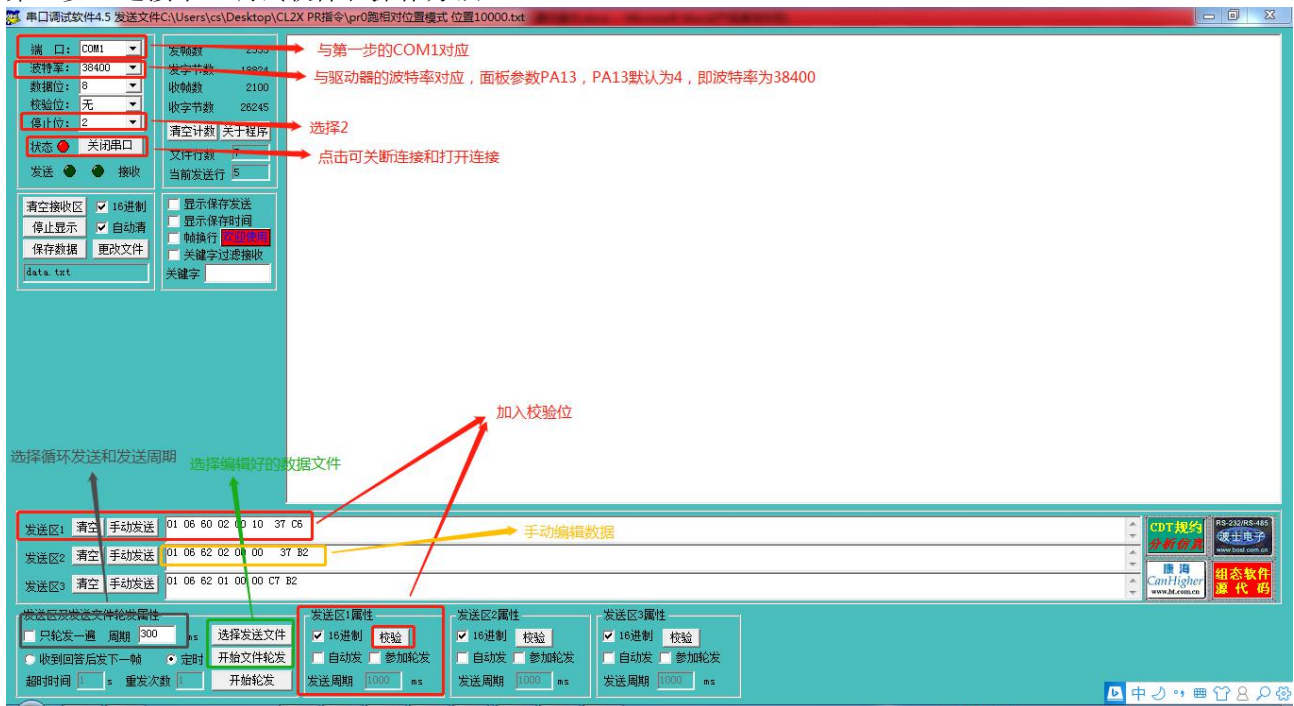 串口调试软件4.5 发送文件C:\Users\cs\Desktop\CL2X PR指令\pr0跑相对位置模式 位置10000.txt
端 口: COM1
波特率: 38400
数据位: 8
校验位: 无
停止位: 2
状态 关闭串口
发送 接收
发帧数
发字节数
收帧数 2100
收字节数 26245
清空计数 关于程序
文件行数
当前发送行 5
与第一步的COM1对应
与驱动器的波特率对应，面板参数PA13，PA13默认为4，即波特率为38400
选择2
点击可关断连接和打开连接
清空接收区 16进制
停止显示 自动清
保存数据 更改文件
data.txt
显示保存发送
显示保存时间
帧换行 欢迎使用
关键字过滤接收
关键字
加入校验位
选择循环发送和发送周期
选择编辑好的数据文件
手动编辑数据
发送区1 清空 手动发送 01 06 60 02 00 10 37 C6
发送区2 清空 手动发送 01 06 62 02 00 00 37 B2
发送区3 清空 手动发送 01 06 62 01 00 00 C7 B2
CDT规约
分析仿真
RS-232/RS-485
波士电子
www.bosi.com.cn
康海
CanHigher
www.ht.com.cn
组态软件
源代码
发送区及发送文件轮发属性
只轮发一遍 周期 300 ms
收到回答后发下一帧 定时
超时时间 1 s 重发次数 1
选择发送文件
开始文件轮发
开始轮发
发送区1属性
16进制 校验
自动发 参加轮发
发送周期 1000 ms
发送区2属性
16进制 校验
自动发 参加轮发
发送周期 1000 ms
发送区3属性
16进制 校验
自动发 参加轮发
发送周期 1000 ms
中